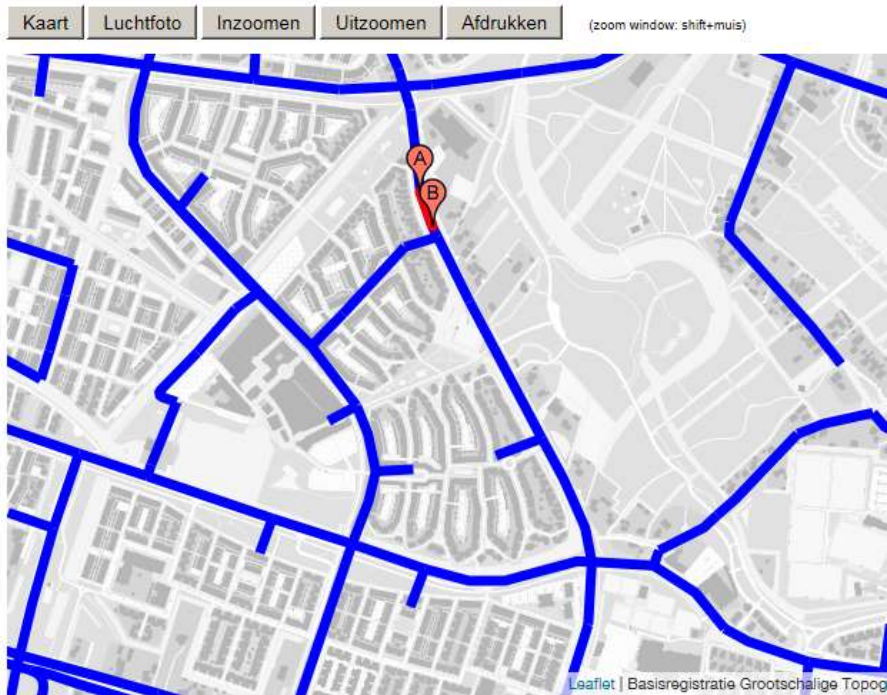 Kaart Luchtfoto Inzoomen Uitzoomen Afdrukken (zoom window: shift+muis)
A
B
Leaflet | Basisregistratie Grootschalige Topog